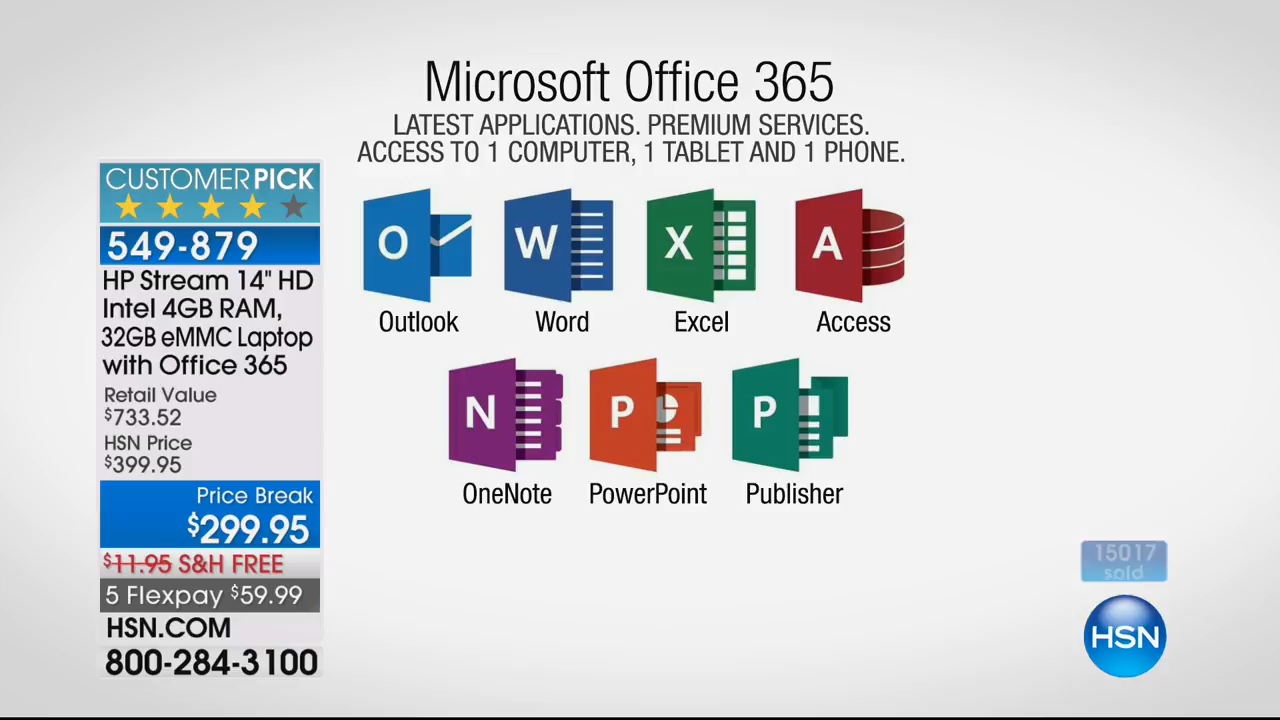 Microsoft Office 365
LATEST APPLICATIONS. PREMIUM SERVICES.
ACCESS TO 1 COMPUTER, 1 TABLET AND 1 PHONE.
CUSTOMER PICK
549-879
HP Stream 14" HD
Intel 4GB RAM,
32GB eMMC Laptop
with Office 365
Retail Value
$733.52
HSN Price
$399.95
Price Break
$299.95
$11.95 S&H FREE
5 Flexpay $59.99
HSN.COM
800-284-3100
O W X A
Outlook Word Excel Access
N P P
OneNote PowerPoint Publisher
15017
sold
HSN